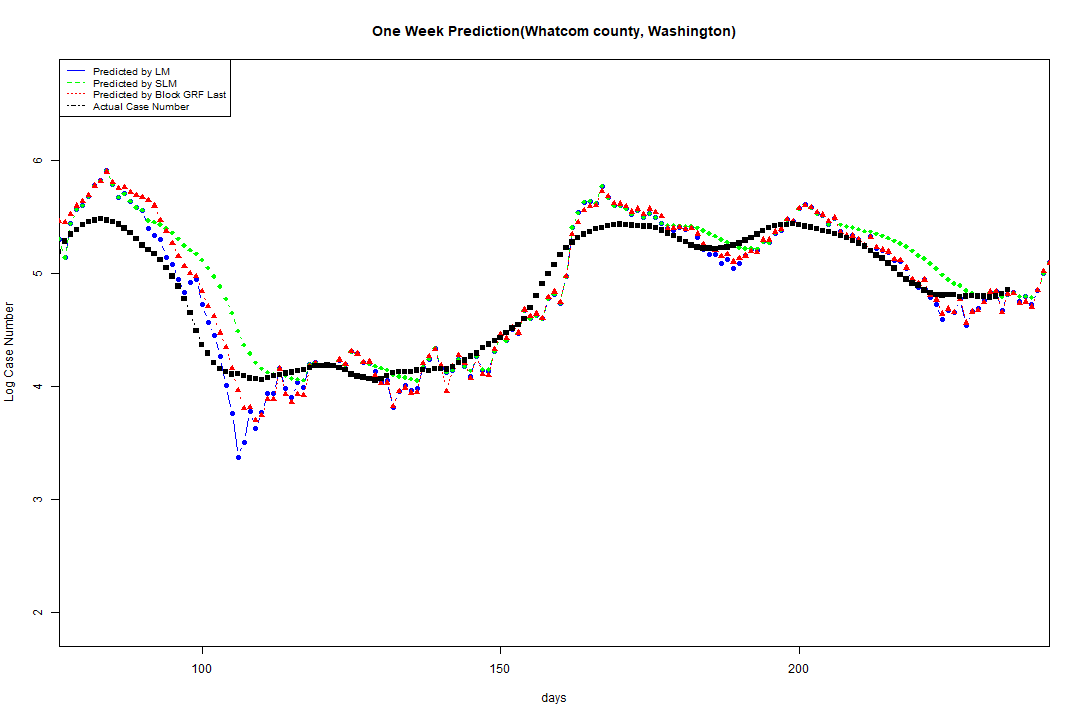 One Week Prediction(Whatcom county, Washington)
Predicted by LM
Predicted by SLM
Predicted by Block GRF Last
Actual Case Number
6
5
4
3
2
Log Case Number
100 150 200
days